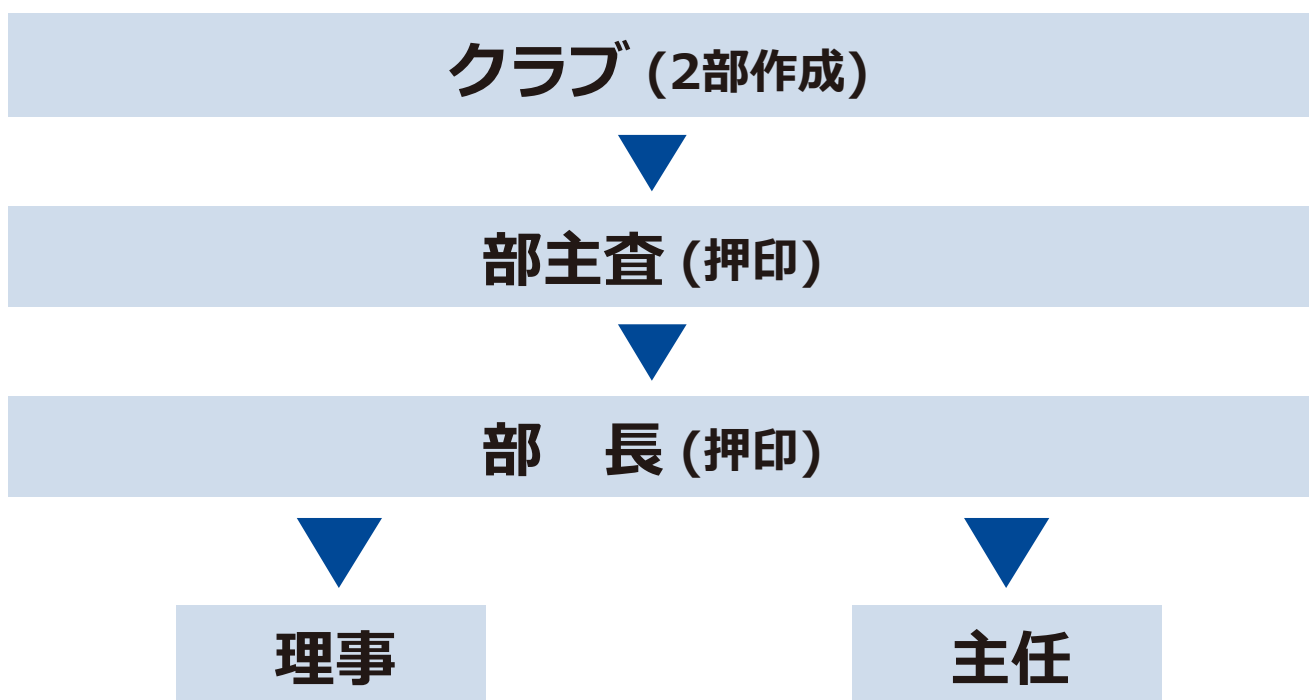 クラブ (2部作成)
部主査 (押印)
部　長 (押印)
理事
主任